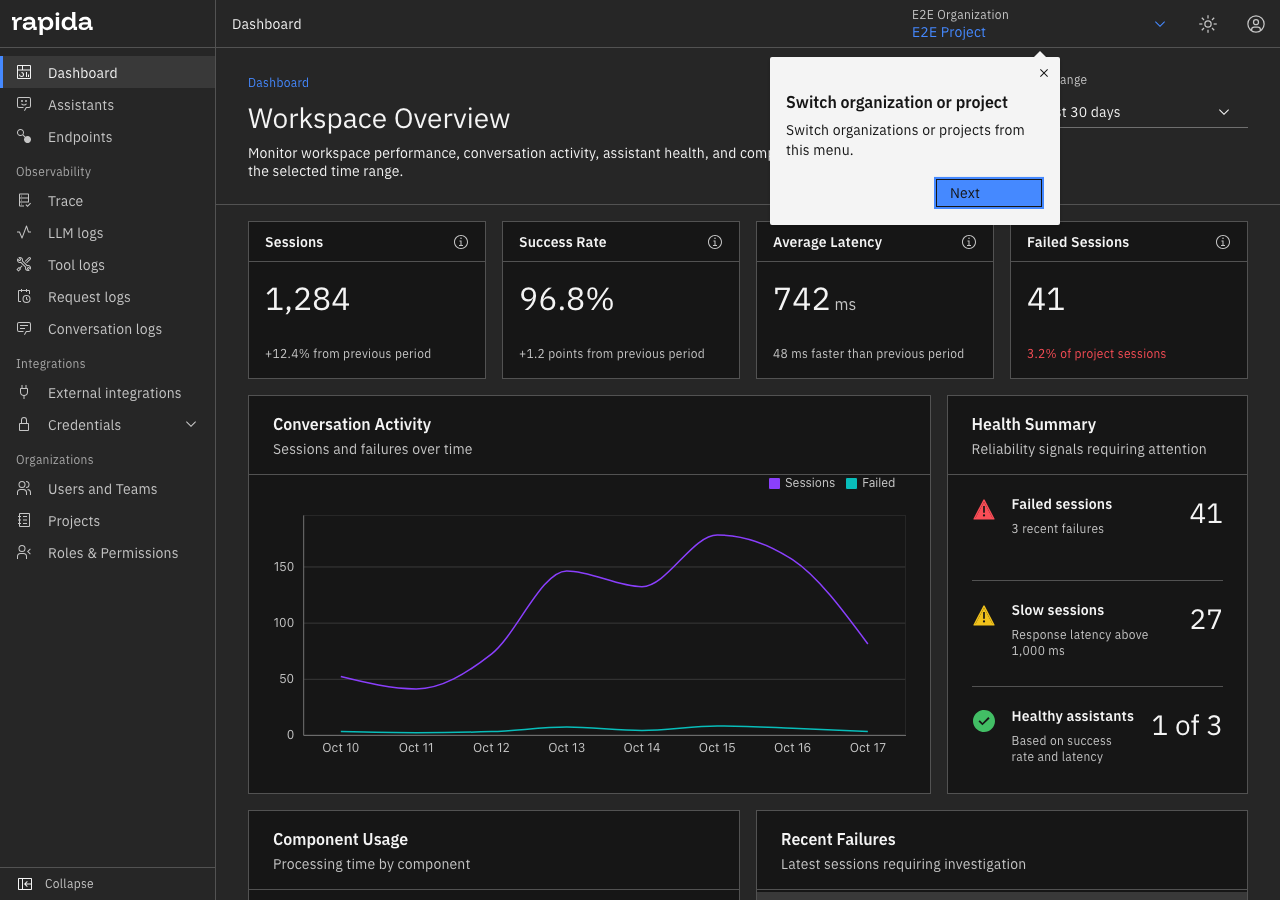 rapida
Dashboard
E2E Organization
E2E Project
Dashboard
Assistants
Endpoints
Observability
Trace
LLM logs
Tool logs
Request logs
Conversation logs
Integrations
External integrations
Credentials
Organizations
Users and Teams
Projects
Roles & Permissions
Collapse
Dashboard
Workspace Overview
Monitor workspace performance, conversation activity, assistant health, and
the selected time range.
30 days
Switch organization or project
Switch organizations or projects from
this menu.
Next
Sessions
1,284
+12.4% from previous period
Success Rate
96.8%
+1.2 points from previous period
Average Latency
742 ms
48 ms faster than previous period
Failed Sessions
41
3.2% of project sessions
Conversation Activity
Sessions and failures over time
Sessions Failed
150
100
50
0
Oct 10 Oct 11 Oct 12 Oct 13 Oct 14 Oct 15 Oct 16 Oct 17
Health Summary
Reliability signals requiring attention
Failed sessions
3 recent failures
41
Slow sessions
Response latency above
1,000 ms
27
Healthy assistants
Based on success
rate and latency
1 of 3
Component Usage
Processing time by component
Recent Failures
Latest sessions requiring investigation